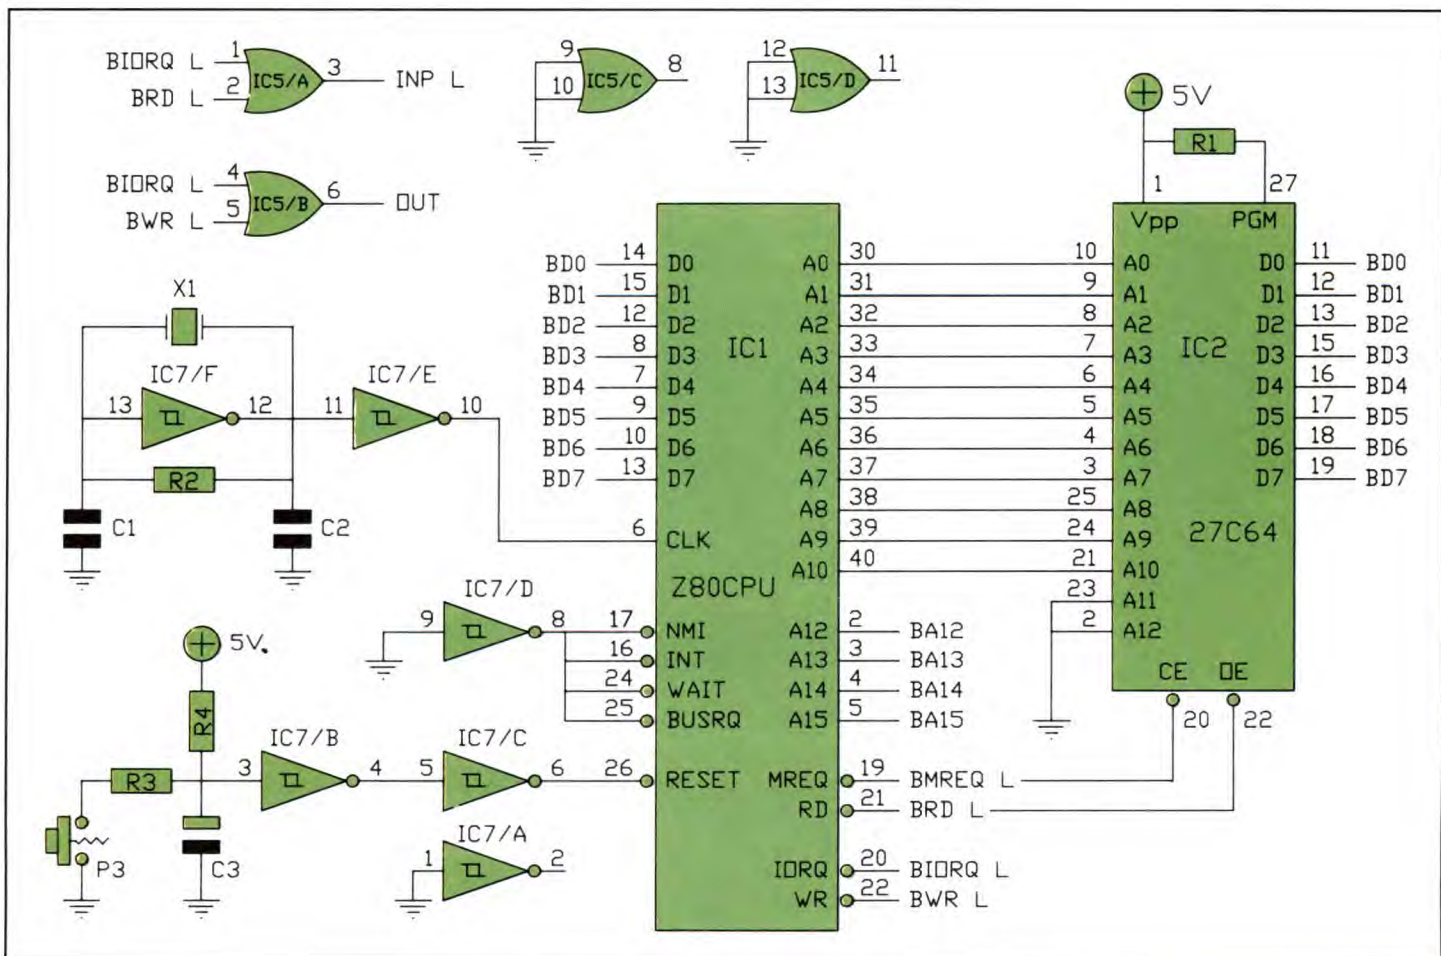 BIORQ L 1
BRD L 2
IC5/A
3 INP L
9
10
IC5/C
8
12
13
IC5/D
11
BIORQ L 4
BWR L 5
IC5/B
6 OUT
5V
R1
1 27
Vpp PGM
X1
IC7/F
13 12
R2
C1 C2
IC7/E
11 10
BD0 14 D0
BD1 15 D1
BD2 12 D2
BD3 8 D3
BD4 7 D4
BD5 9 D5
BD6 10 D6
BD7 13 D7
6 CLK
IC1
Z80CPU
A0 30 10 A0
A1 31 9 A1
A2 32 8 A2
A3 33 7 A3
A4 34 6 A4
A5 35 5 A5
A6 36 4 A6
A7 37 3 A7
A8 38 25 A8
A9 39 24 A9
A10 40 21 A10
23 A11
2 A12
IC2
27C64
D0 11 BD0
D1 12 BD1
D2 13 BD2
D3 15 BD3
D4 16 BD4
D5 17 BD5
D6 18 BD6
D7 19 BD7
CE OE
20 22
IC7/D
9 8
17 NMI
16 INT
24 WAIT
25 BUSRQ
A12 2 BA12
A13 3 BA13
A14 4 BA14
A15 5 BA15
5V.
R4
R3
P3
C3
IC7/B
3 4
IC7/C
5 6
26 RESET
IC7/A
1 2
MREQ 19 BMREQ L
RD 21 BRD L
IORQ 20 BIORQ L
WR 22 BWR L